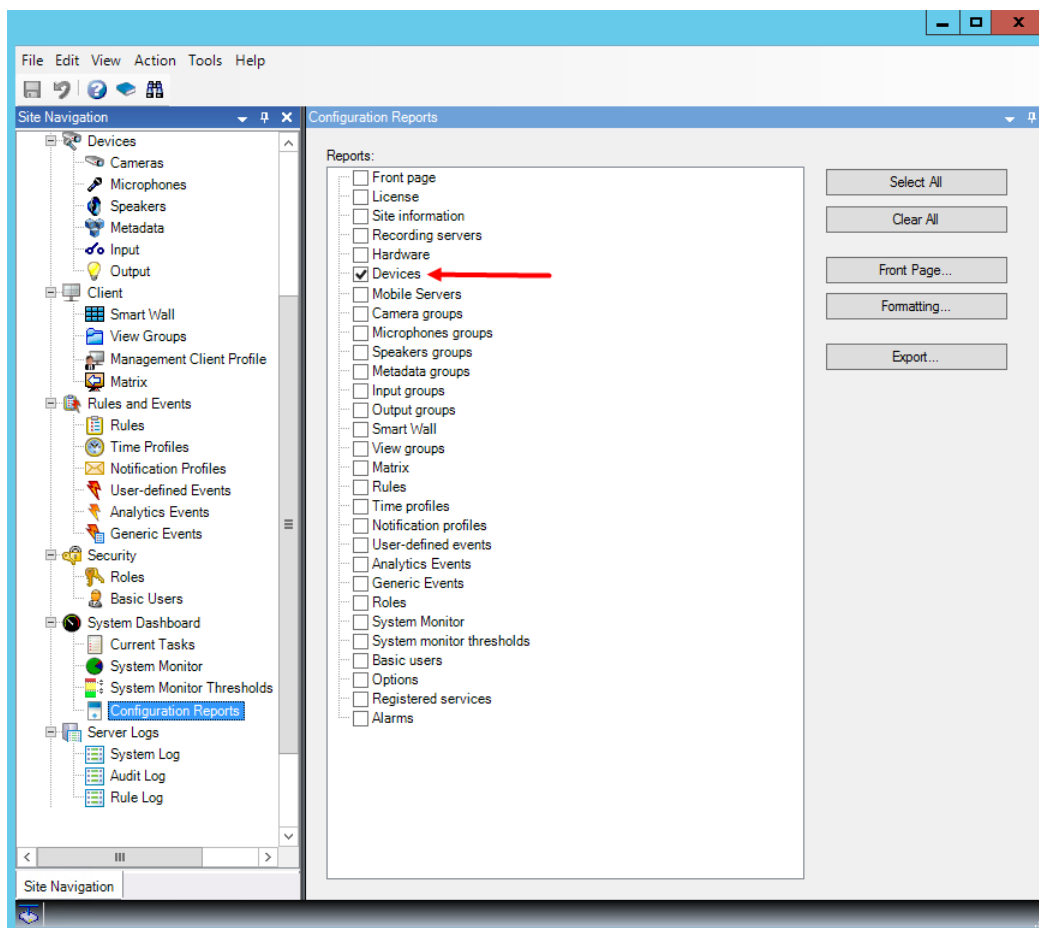 File Edit View Action Tools Help
Site Navigation
Devices
Cameras
Microphones
Speakers
Metadata
Input
Output
Client
Smart Wall
View Groups
Management Client Profile
Matrix
Rules and Events
Rules
Time Profiles
Notification Profiles
User-defined Events
Analytics Events
Generic Events
Security
Roles
Basic Users
System Dashboard
Current Tasks
System Monitor
System Monitor Thresholds
Configuration Reports
Server Logs
System Log
Audit Log
Rule Log
Site Navigation
Configuration Reports
Reports:
Front page
License
Site information
Recording servers
Hardware
Devices
Mobile Servers
Camera groups
Microphones groups
Speakers groups
Metadata groups
Input groups
Output groups
Smart Wall
View groups
Matrix
Rules
Time profiles
Notification profiles
User-defined events
Analytics Events
Generic Events
Roles
System Monitor
System monitor thresholds
Basic users
Options
Registered services
Alarms
Select All
Clear All
Front Page...
Formatting...
Export...